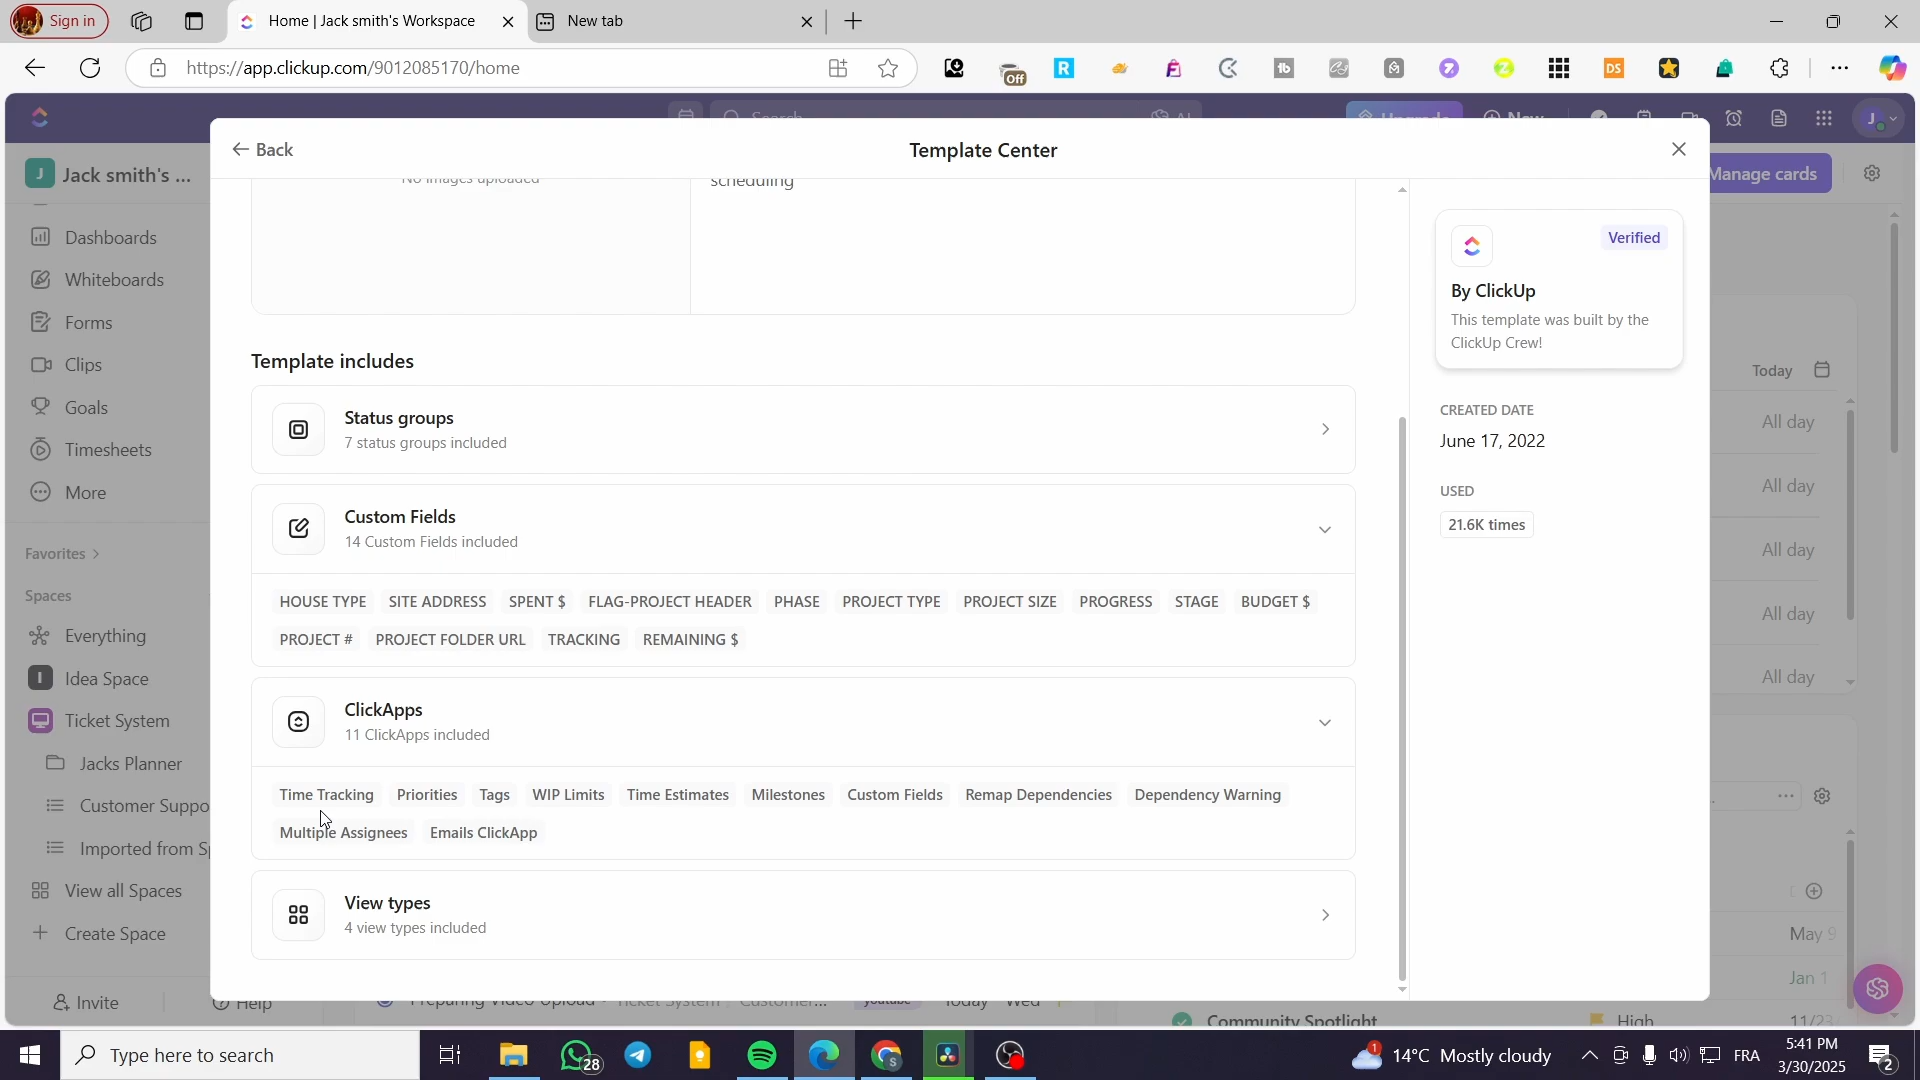 Sign in
Home | Jack smith's Workspace
New tab
https://app.clickup.com/9012085170/home
Off
Search
AI
Upgrade
New
J
J
Jack smith's ...
Back
Template Center
Manage cards
No images uploaded
scheduling
Dashboards
Whiteboards
Forms
Clips
Goals
Timesheets
More
Favorites
Spaces
Everything
I
Idea Space
Ticket System
Jacks Planner
Customer Suppo
Imported from Sp
View all Spaces
Create Space
Invite
Help
Template includes
Status groups
7 status groups included
Custom Fields
14 Custom Fields included
HOUSE TYPE SITE ADDRESS SPENT $ FLAG-PROJECT HEADER PHASE PROJECT TYPE PROJECT SIZE PROGRESS STAGE BUDGET $
PROJECT # PROJECT FOLDER URL TRACKING REMAINING $
ClickApps
11 ClickApps included
Time Tracking Priorities Tags WIP Limits Time Estimates Milestones Custom Fields Remap Dependencies Dependency Warning
Multiple Assignees Emails ClickApp
View types
4 view types included
Verified
By ClickUp
This template was built by the
ClickUp Crew!
CREATED DATE
June 17, 2022
USED
21.6K times
Today
All day
All day
All day
All day
All day
May 9
Jan 1
Preparing Video Upload • Ticket System / Customer...
youtube
Today
Wed
Community Spotlight
High
11/23
Type here to search
28
14°C Mostly cloudy
FRA
5:41 PM
3/30/2025
2